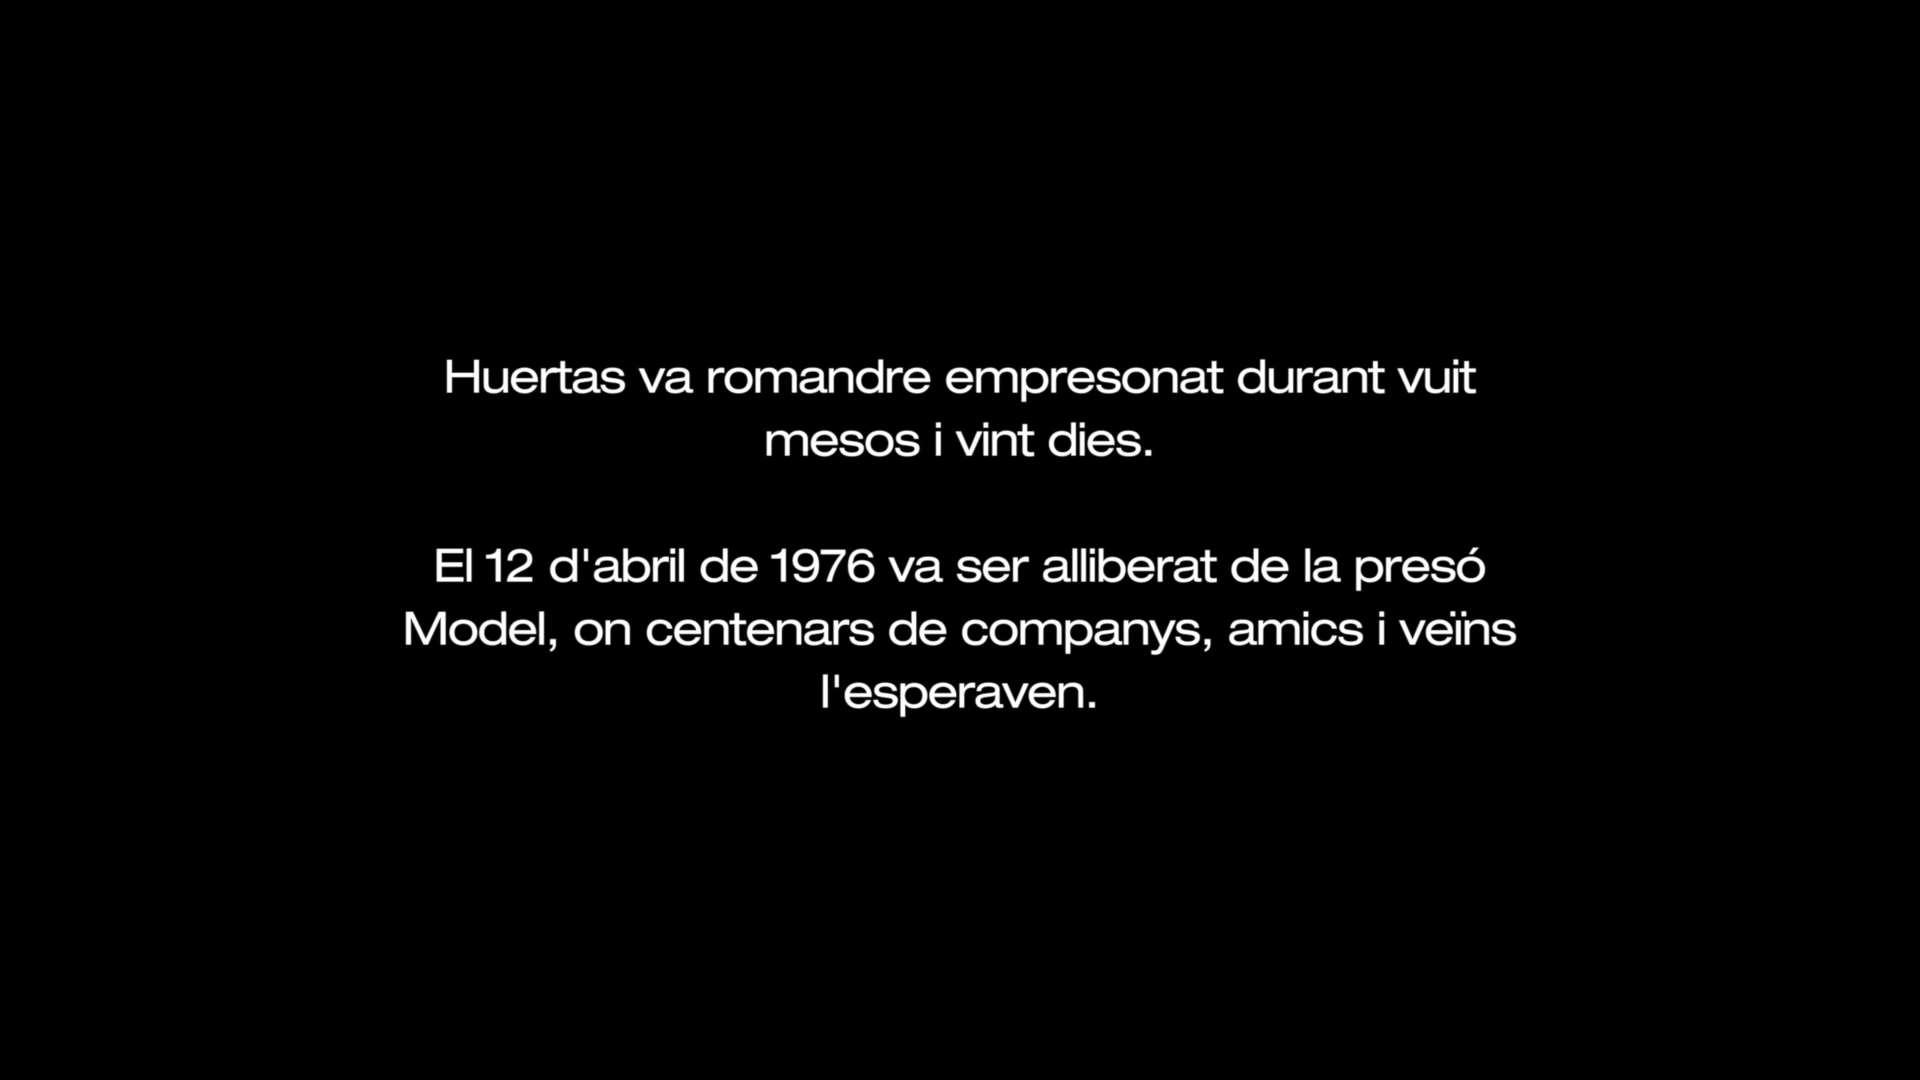 Huertas va romandre empresonat durant vuit
mesos i vint dies.
El 12 d'abril de 1976 va ser alliberat de la presó
Model, on centenars de companys, amics i veïns
l'esperaven.